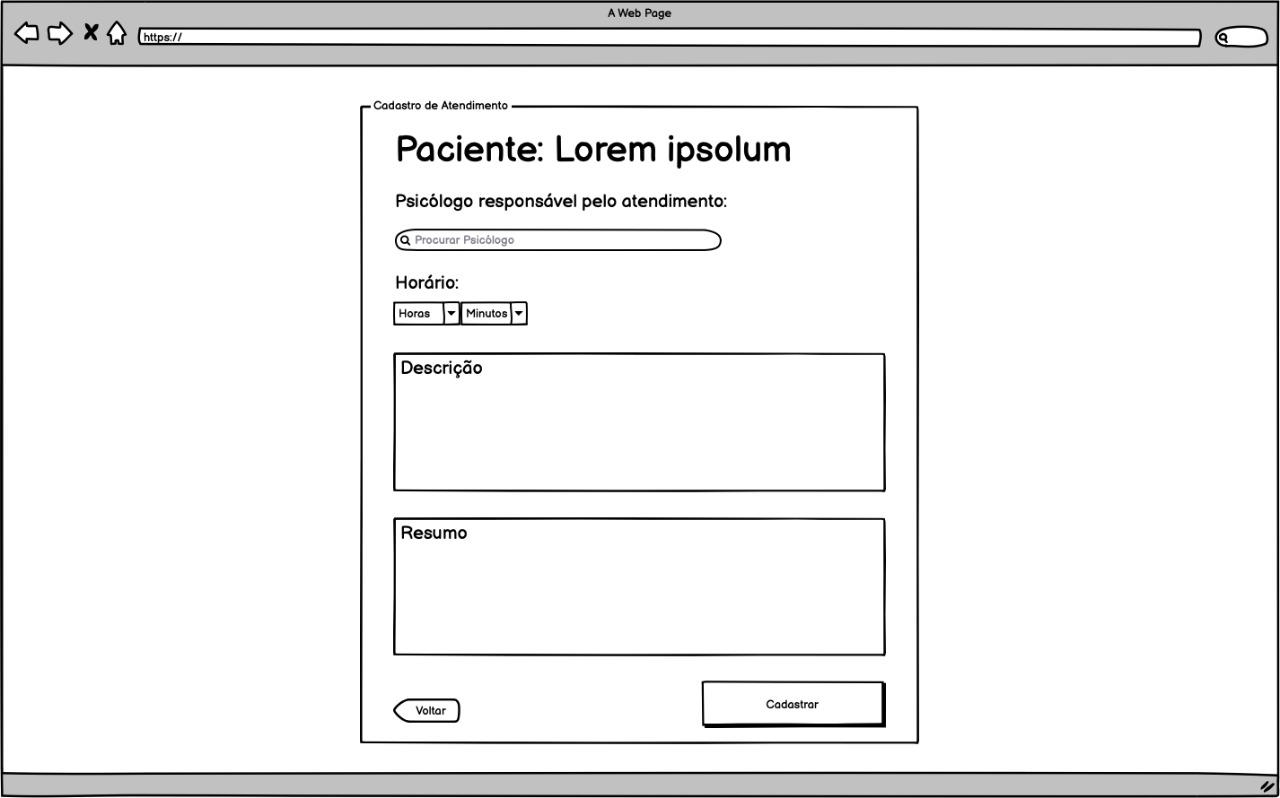 A Web Page
https://
Cadastro de Atendimento
Paciente: Lorem ipsolum
Psicólogo responsável pelo atendimento:
Procurar Psicólogo
Horário:
Horas Minutos
Descrição
Resumo
Voltar
Cadastrar